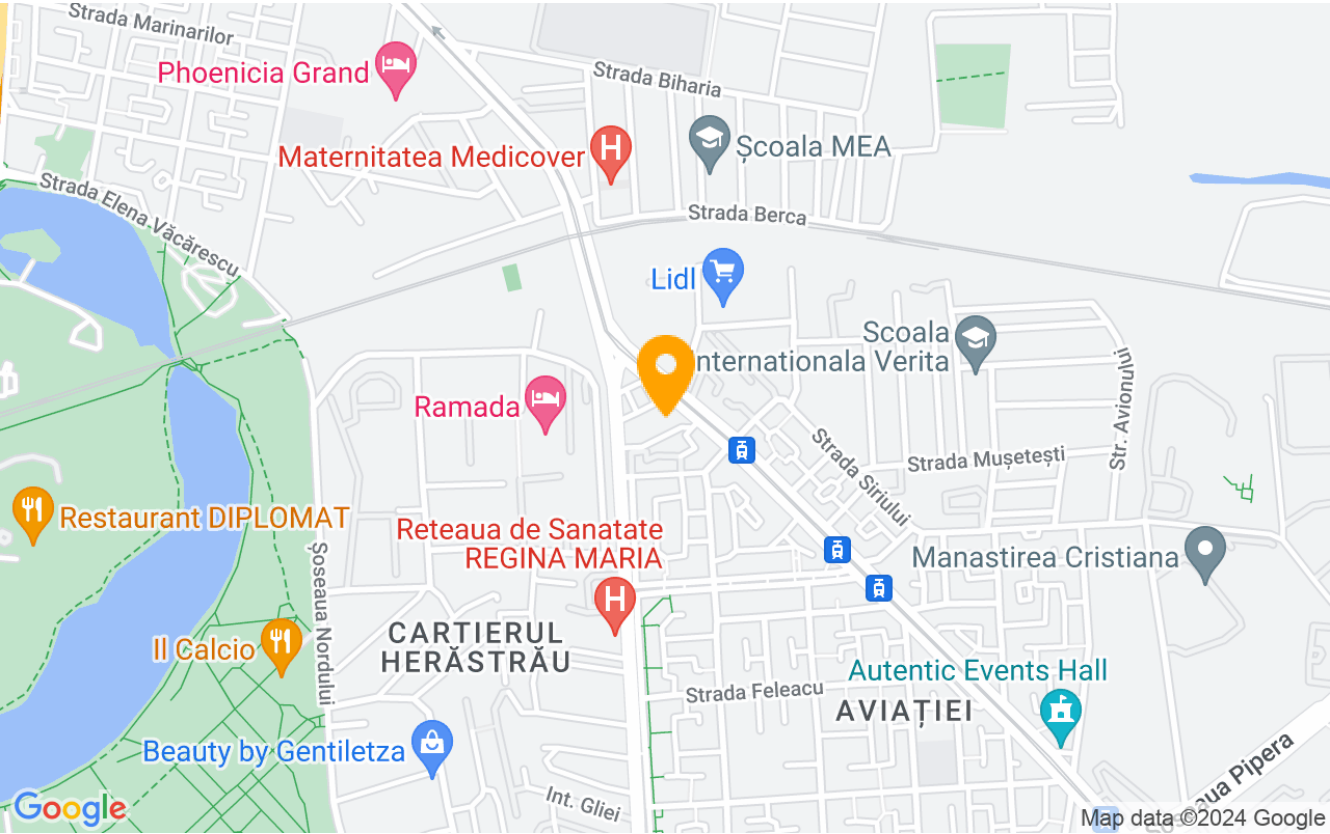 Strada Marinarilor
Phoenicia Grand
Strada Biharia
Maternitatea Medicover
H
Școala MEA
Strada Elena Văcărescu
Strada Berca
Lidl
Scoala
Internationala Verita
Ramada
Str. Avionului
Strada Siriului
Strada Mușetești
Restaurant DIPLOMAT
Reteaua de Sanatate
REGINA MARIA
H
Manastirea Cristiana
Șoseaua Nordului
Il Calcio
CARTIERUL
HERĂSTRĂU
Autentic Events Hall
Strada Feleacu
AVIAȚIEI
Beauty by Gentiletza
Int. Gliei
Pipera
Google
Map data ©2024 Google